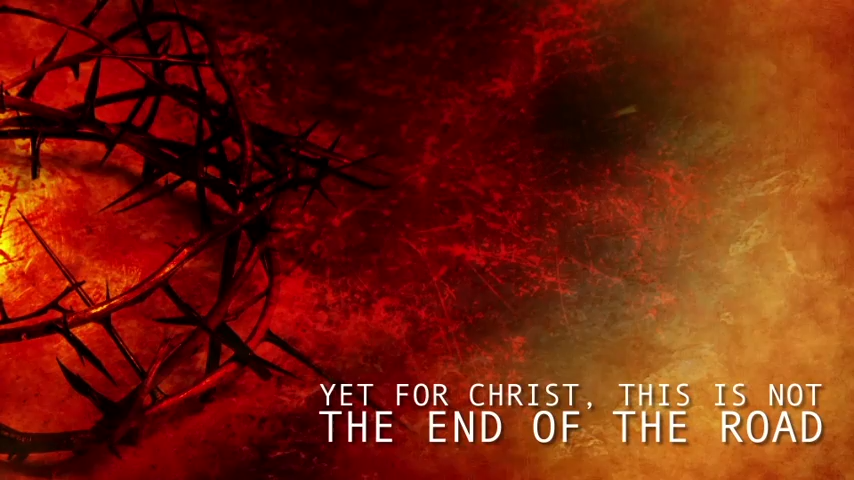 YET FOR CHRIST, THIS IS NOT
THE END OF THE ROAD